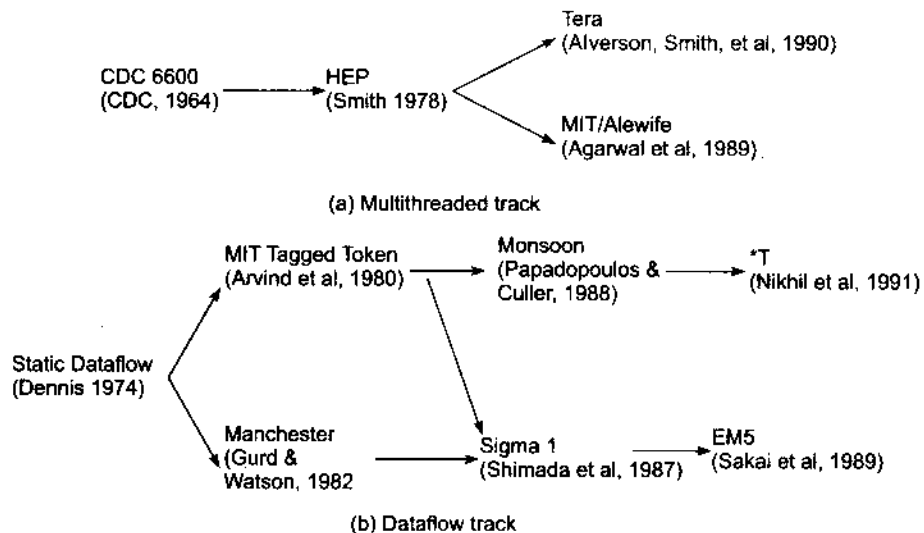 Tera
(Alverson, Smith, et al, 1990)
CDC 6600
(CDC, 1964)
HEP
(Smith 1978)
MIT/Alewife
(Agarwal et al, 1989)
(a) Multithreaded track
MIT Tagged Token
(Arvind et al, 1980)
Monsoon
(Papadopoulos &
Culler, 1988)
*T
(Nikhil et al, 1991)
Static Dataflow
(Dennis 1974)
Manchester
(Gurd &
Watson, 1982
Sigma 1
(Shimada et al, 1987)
EM5
(Sakai et al, 1989)
(b) Dataflow track